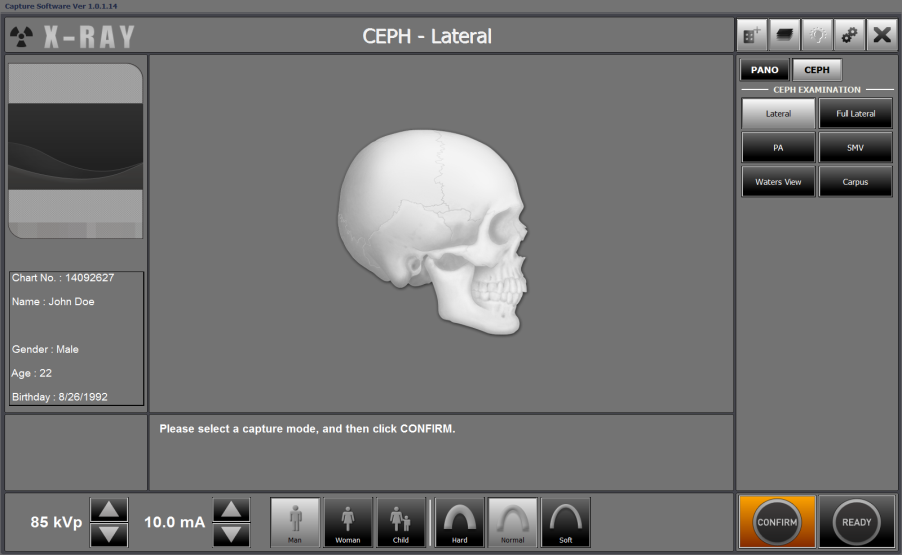 Capture Software Ver 1.0.1.14
X-RAY
CEPH - Lateral
PANO
CEPH
CEPH EXAMINATION
Lateral
Full Lateral
PA
SMV
Waters View
Carpus
Chart No. : 14092627
Name : John Doe
Gender : Male
Age : 22
Birthday : 8/26/1992
Please select a capture mode, and then click CONFIRM.
85 kVp
10.0 mA
Man
Woman
Child
Hard
Normal
Soft
CONFIRM
READY